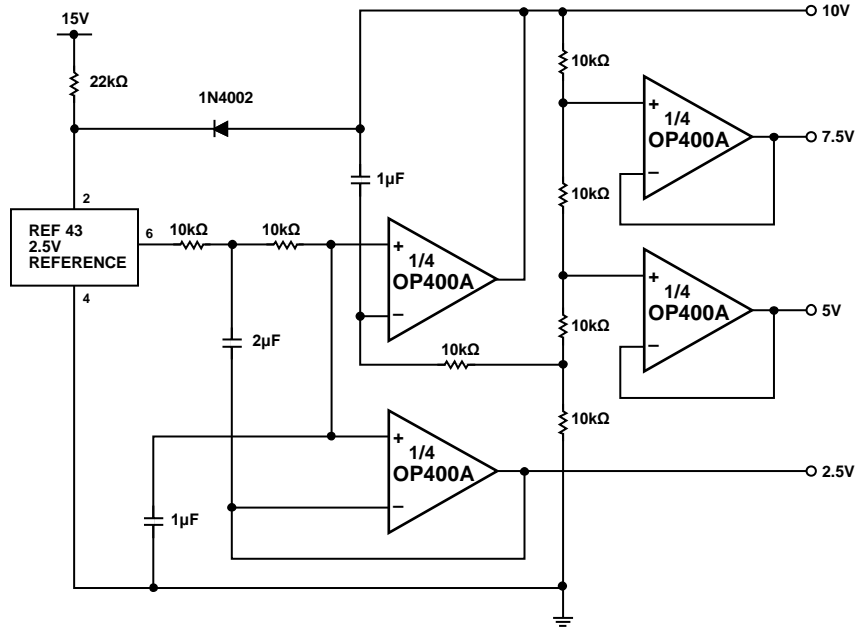 15V
10V
22kΩ
1N4002
10kΩ
+
1/4
OP400A
–
7.5V
1µF
2
REF 43
2.5V
REFERENCE
6
4
10kΩ
10kΩ
+
1/4
OP400A
–
10kΩ
+
1/4
OP400A
–
5V
2µF
10kΩ
10kΩ
10kΩ
+
1/4
OP400A
–
2.5V
1µF